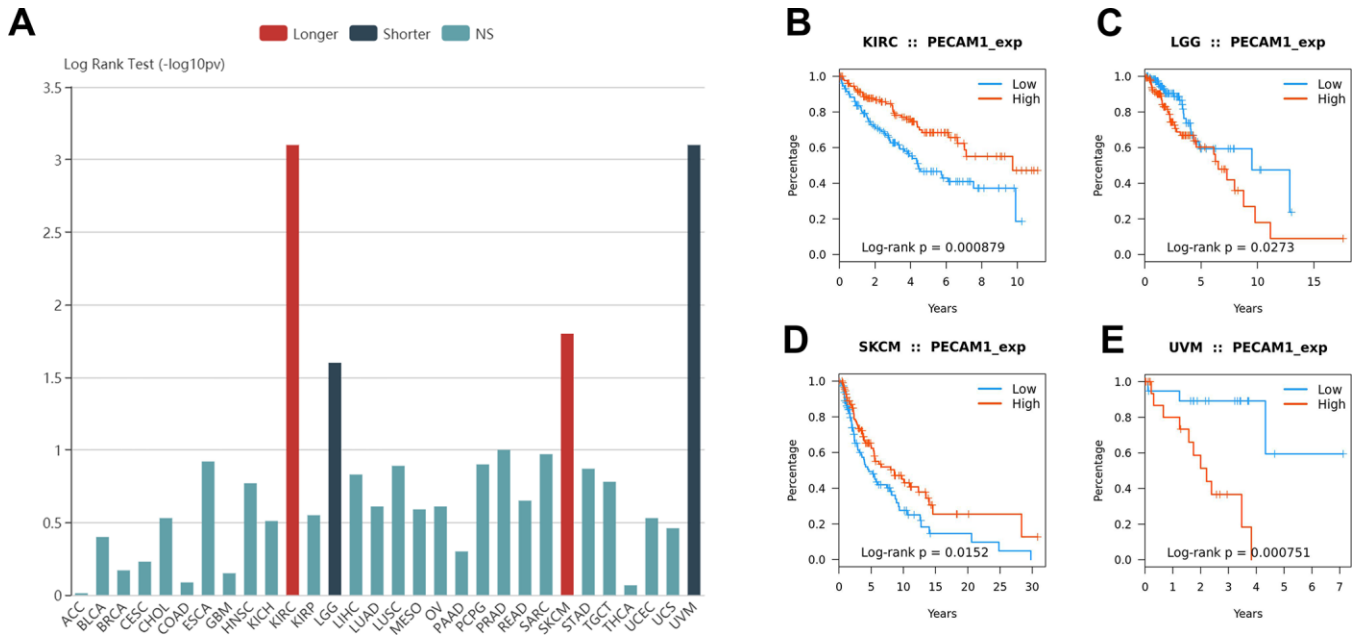 A
Longer Shorter NS
Log Rank Test (-log10pv)
3.5
3
2.5
2
1.5
1
0.5
0
ACC BLCA BRCA CESC CHOL COAD ESCA GBM HNSC KICH KIRC KIRP LGG LIHC LUAD LUSC MESO OV PAAD PCPG PRAD READ SARC SKCM STAD TGCT THCA UCEC UCS UVM
B
KIRC :: PECAM1_exp
Low
High
Percentage
1.0
0.8
0.6
0.4
0.2
0.0
Log-rank p = 0.000879
0 2 4 6 8 10
Years
C
LGG :: PECAM1_exp
Low
High
Percentage
1.0
0.8
0.6
0.4
0.2
0.0
Log-rank p = 0.0273
0 5 10 15
Years
D
SKCM :: PECAM1_exp
Low
High
Percentage
1.0
0.8
0.6
0.4
0.2
0.0
Log-rank p = 0.0152
0 5 10 15 20 25 30
Years
E
UVM :: PECAM1_exp
Low
High
Percentage
1.0
0.8
0.6
0.4
0.2
0.0
Log-rank p = 0.000751
0 1 2 3 4 5 6 7
Years